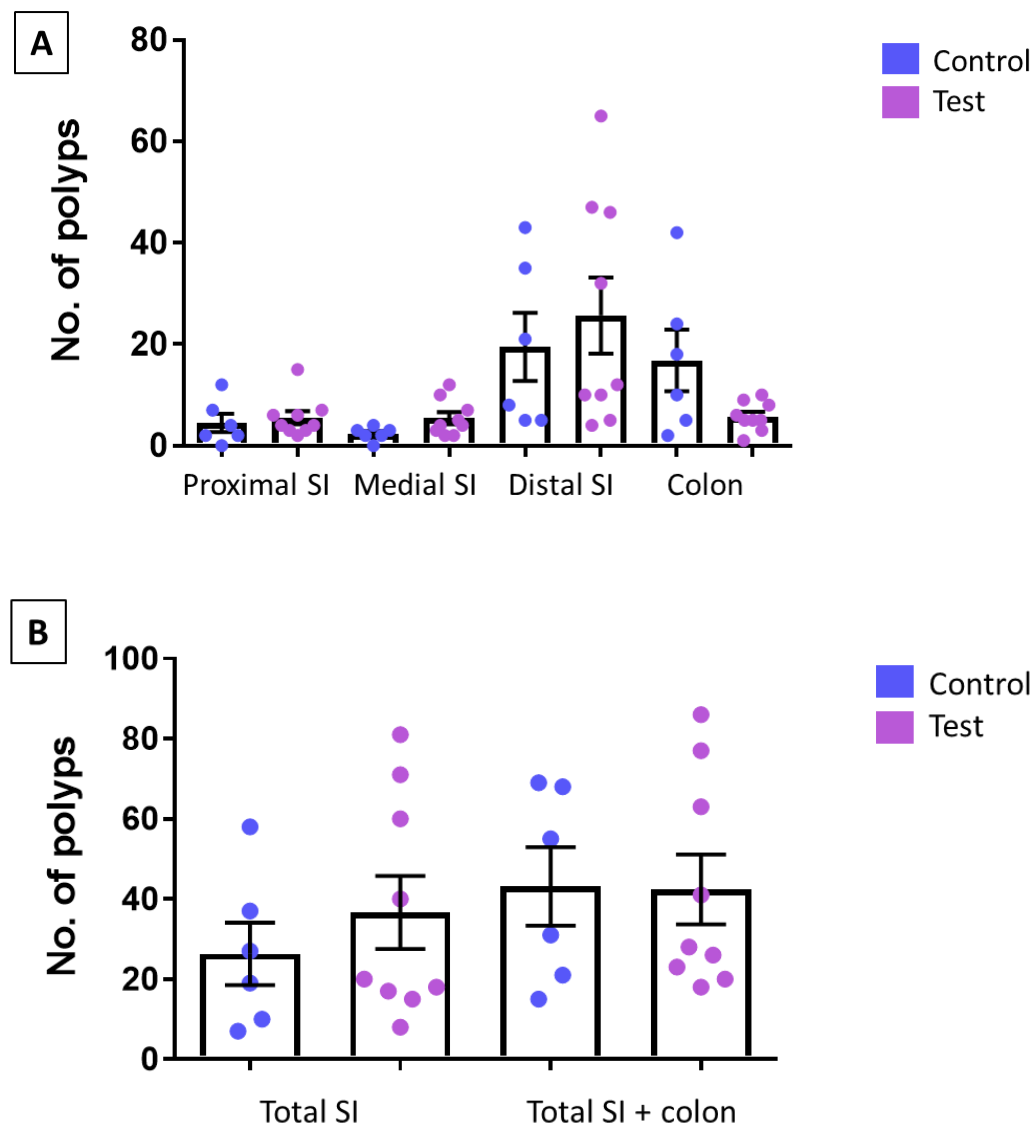 A
80
60
40
20
0
No. of polyps
Control
Test
Proximal SI
Medial SI
Distal SI
Colon
B
100
80
60
40
20
0
No. of polyps
Control
Test
Total SI
Total SI + colon